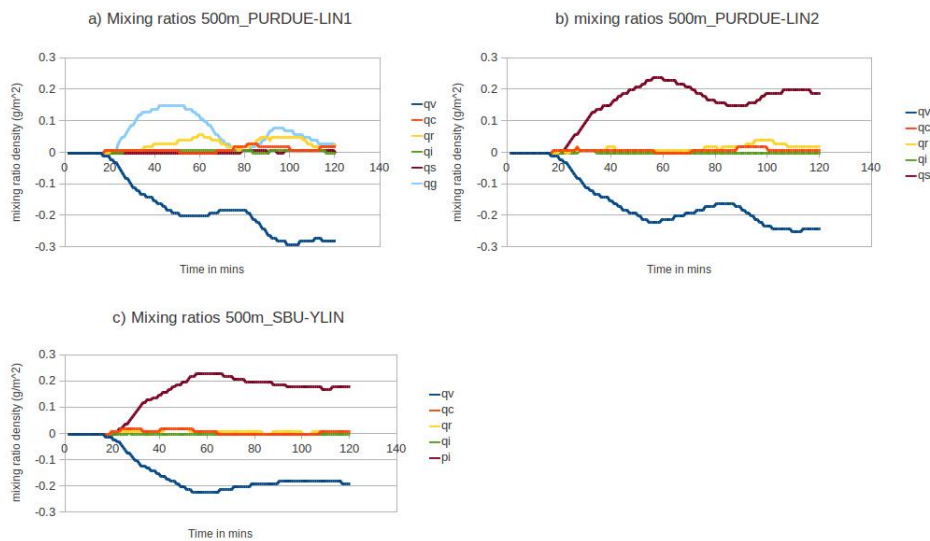 a) Mixing ratios 500m_PURDUE-LIN1
mixing ratio density (g/m^2)
0.3
0.2
0.1
0
-0.1
-0.2
-0.3
0 20 40 60 80 100 120 140
Time in mins
qv
qc
qr
qi
qs
qg
b) mixing ratios 500m_PURDUE-LIN2
mixing ratio density (g/m^2)
0.3
0.2
0.1
0
-0.1
-0.2
-0.3
0 20 40 60 80 100 120 140
Time in mins
qv
qc
qr
qi
qs
c) Mixing ratios 500m_SBU-YLIN
mixing ratio density (g/m^2)
0.3
0.2
0.1
0
-0.1
-0.2
-0.3
0 20 40 60 80 100 120 140
Time in mins
qv
qc
qr
qi
pi